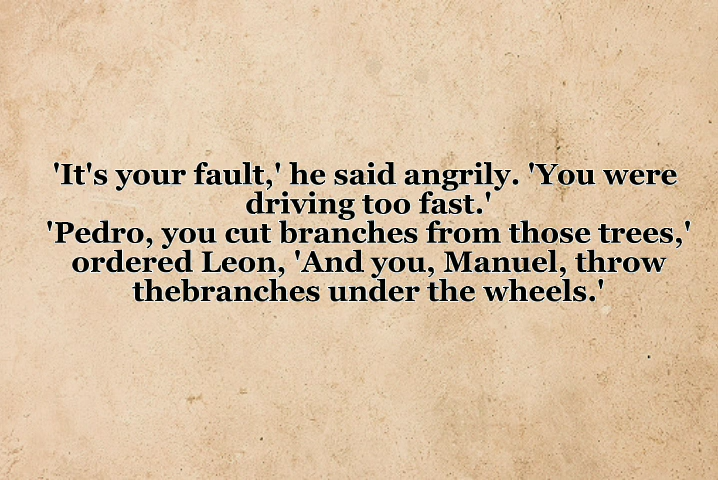 'It's your fault,' he said angrily. 'You were
driving too fast.'
'Pedro, you cut branches from those trees,'
ordered Leon, 'And you, Manuel, throw
thebranches under the wheels.'